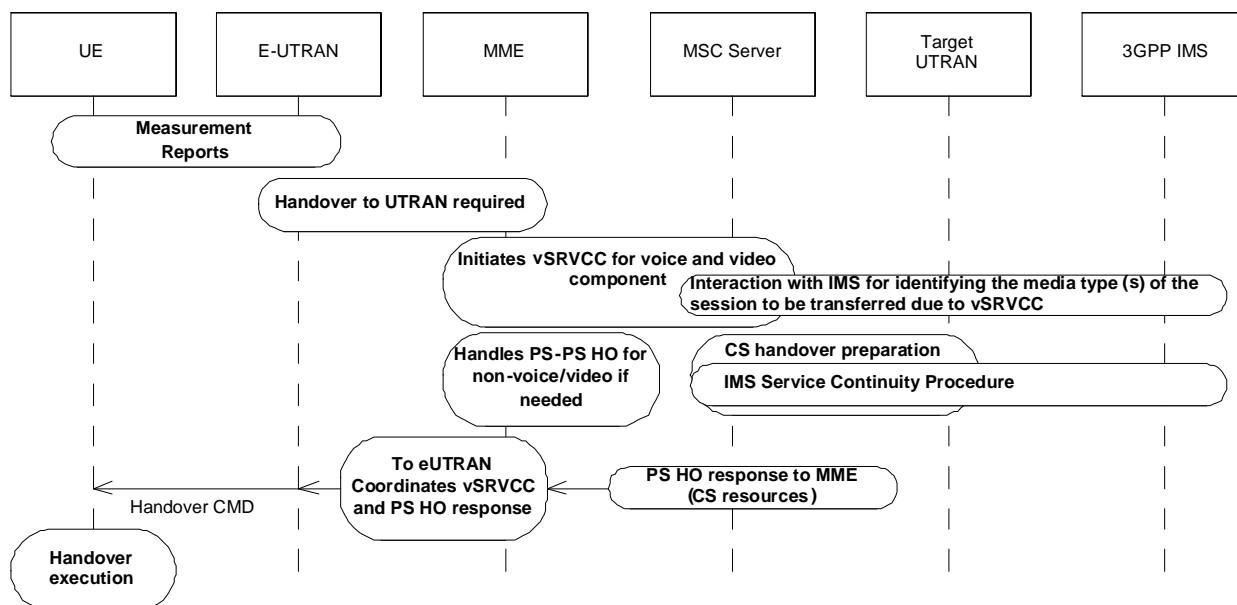 UE
E-UTRAN
MME
MSC Server
Target
UTRAN
3GPP IMS
Measurement
Reports
Handover to UTRAN required
Initiates vSRVCC for voice and video
component
Interaction with IMS for identifying the media type (s) of the
session to be transferred due to vSRVCC
Handles PS-PS HO for
non-voice/video if
needed
CS handover preparation
IMS Service Continuity Procedure
To eUTRAN
Coordinates vSRVCC
and PS HO response
PS HO response to MME
(CS resources)
Handover CMD
Handover
execution